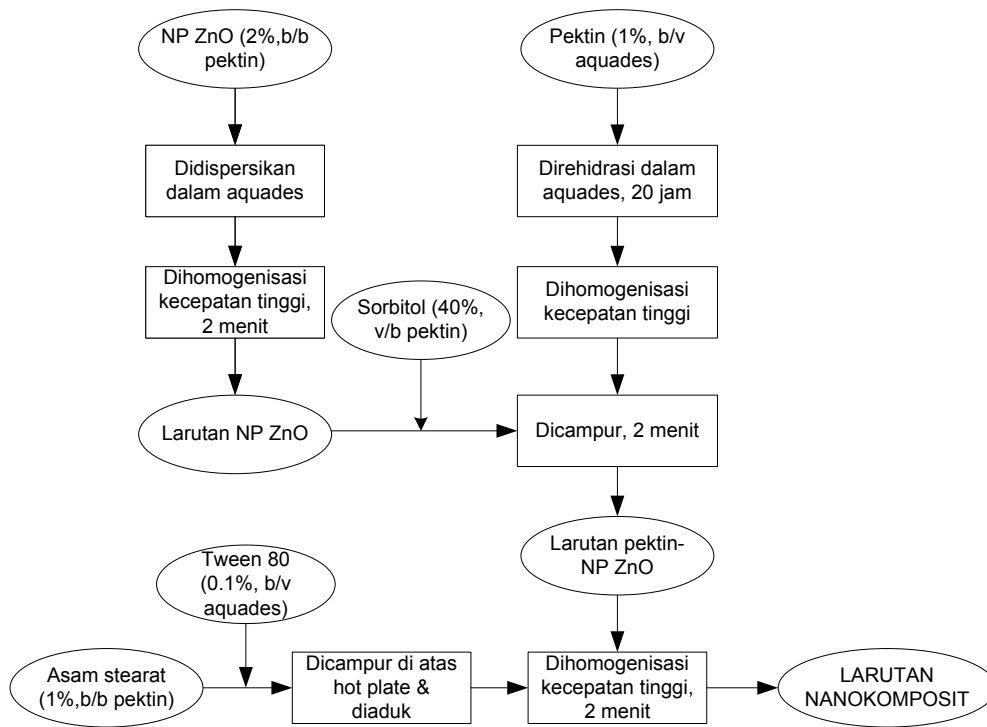 NP ZnO (2%,b/b
pektin)
Pektin (1%, b/v
aquades)
Didispersikan
dalam aquades
Direhidrasi dalam
aquades, 20 jam
Dihomogenisasi
kecepatan tinggi,
2 menit
Sorbitol (40%,
v/b pektin)
Dihomogenisasi
kecepatan tinggi
Larutan NP ZnO
Dicampur, 2 menit
Larutan pektin-
NP ZnO
Tween 80
(0.1%, b/v
aquades)
Asam stearat
(1%,b/b pektin)
Dicampur di atas
hot plate &
diaduk
Dihomogenisasi
kecepatan tinggi,
2 menit
LARUTAN
NANOKOMPOSIT